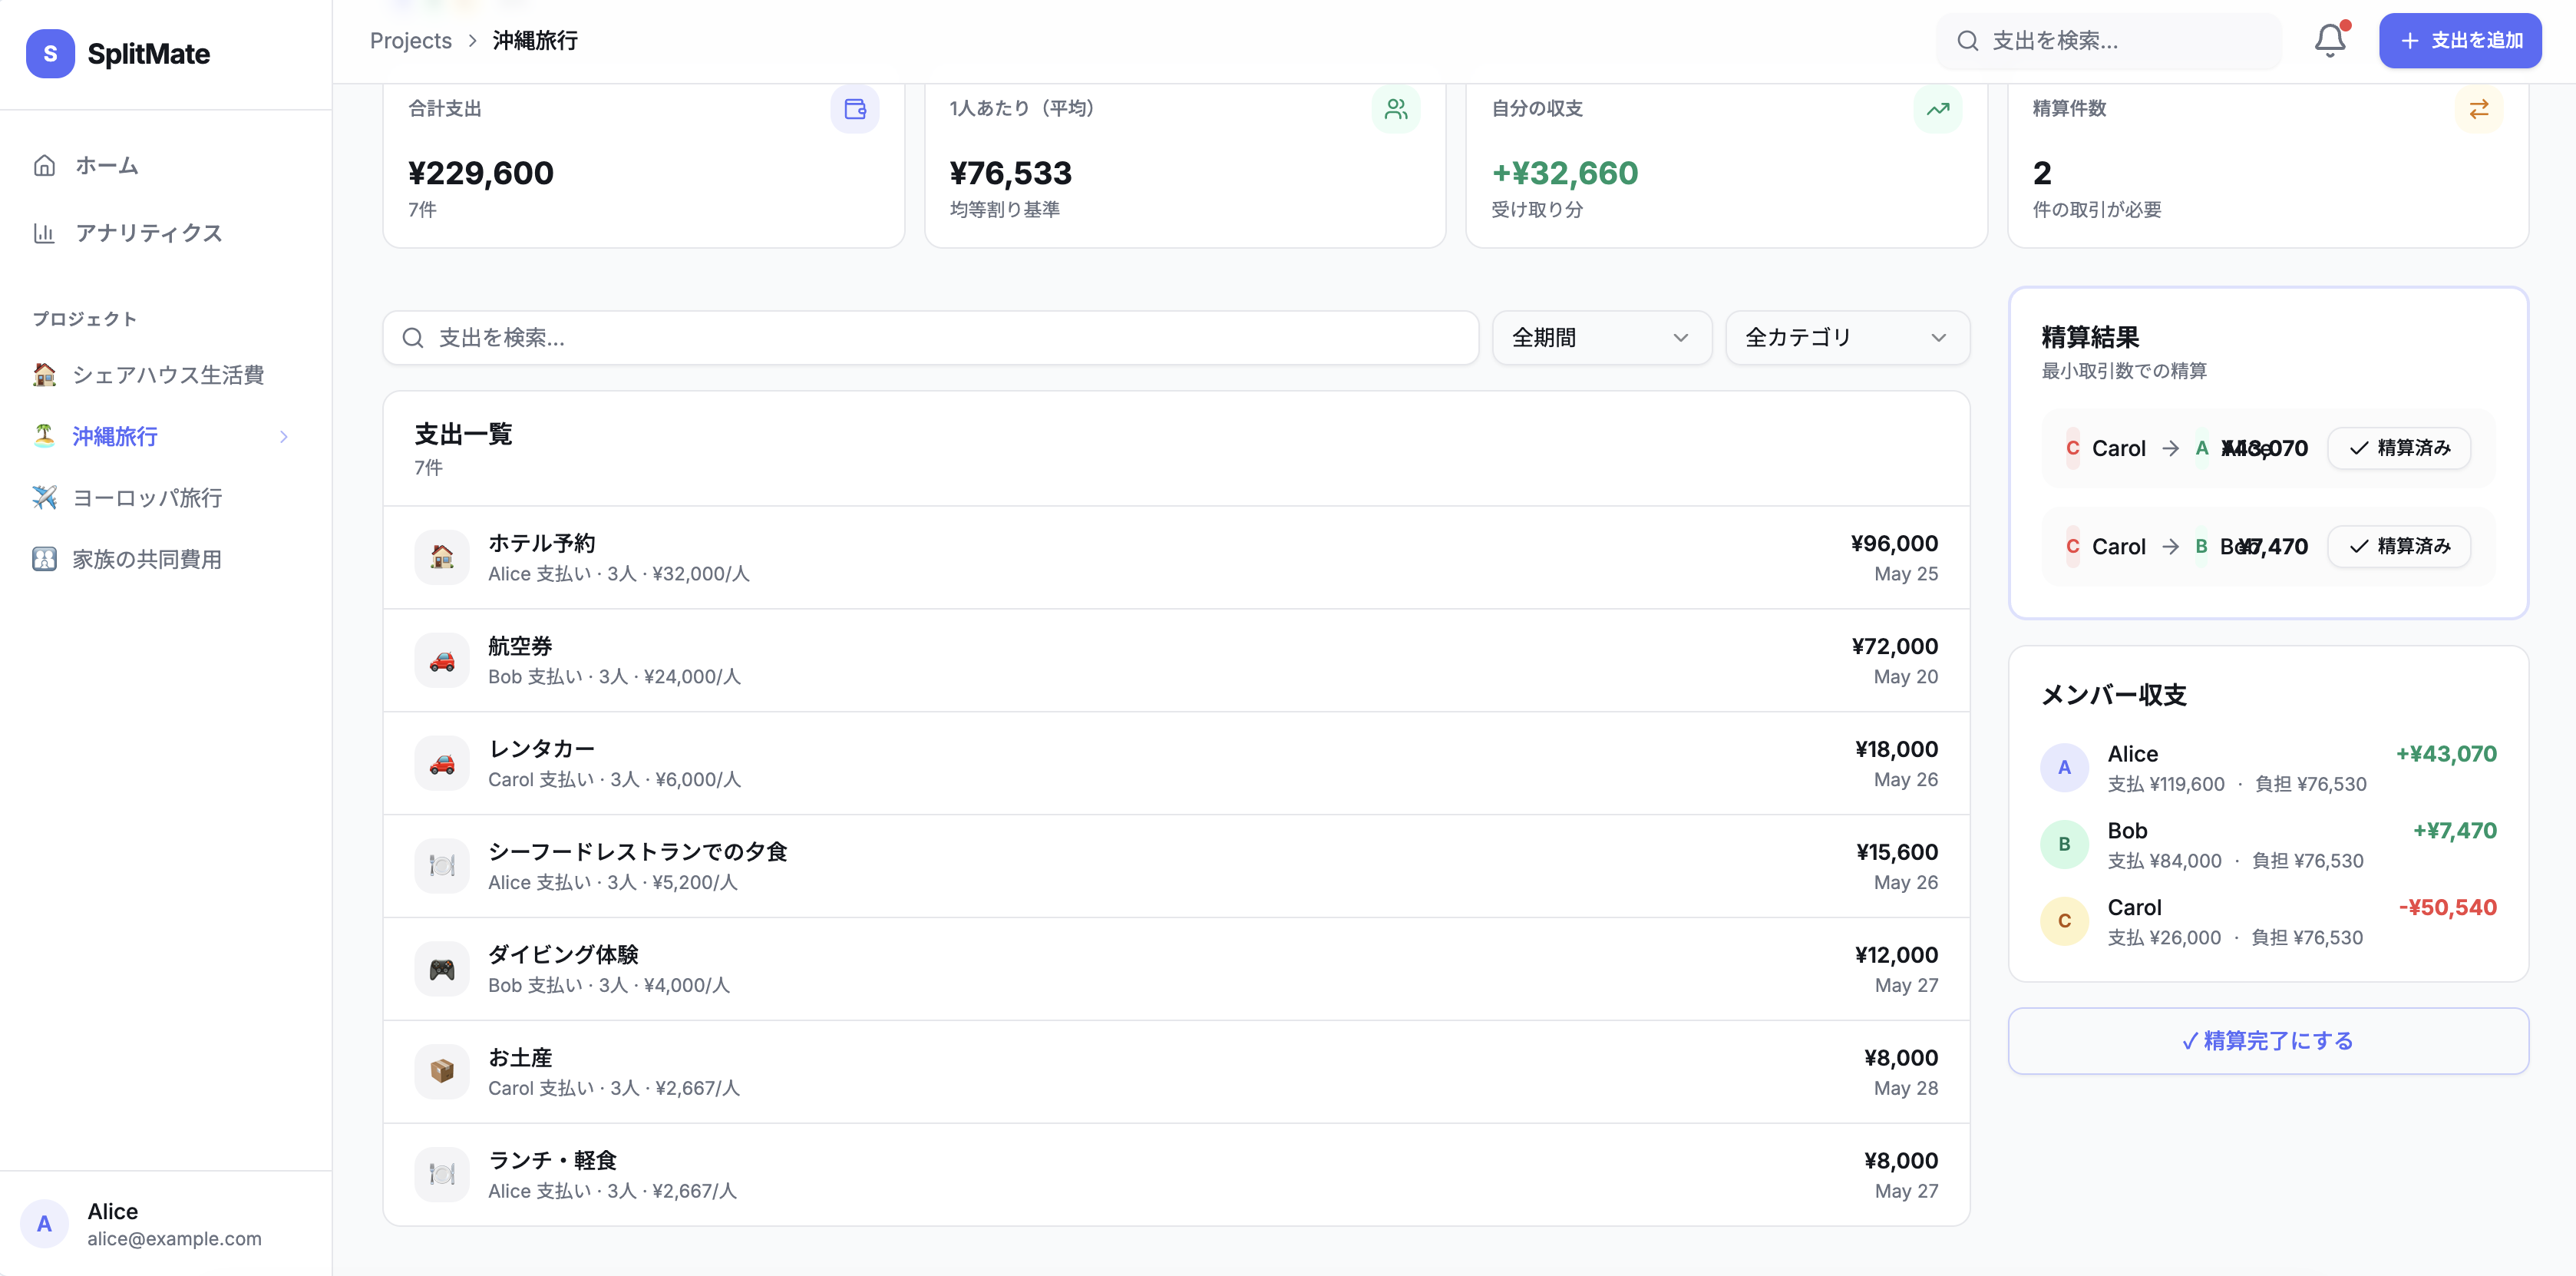 S SplitMate
ホーム
アナリティクス
プロジェクト
シェアハウス生活費
沖縄旅行
ヨーロッパ旅行
家族の共同費用
A
Alice
alice@example.com
Projects > 沖縄旅行
支出を検索...
+ 支出を追加
合計支出
¥229,600
7件
1人あたり（平均）
¥76,533
均等割り基準
自分の収支
+¥32,660
受け取り分
精算件数
2
件の取引が必要
支出を検索...
全期間
全カテゴリ
支出一覧
7件
ホテル予約
¥96,000
Alice 支払い · 3人 · ¥32,000/人
May 25
航空券
¥72,000
Bob 支払い · 3人 · ¥24,000/人
May 20
レンタカー
¥18,000
Carol 支払い · 3人 · ¥6,000/人
May 26
シーフードレストランでの夕食
¥15,600
Alice 支払い · 3人 · ¥5,200/人
May 26
ダイビング体験
¥12,000
Bob 支払い · 3人 · ¥4,000/人
May 27
お土産
¥8,000
Carol 支払い · 3人 · ¥2,667/人
May 28
ランチ・軽食
¥8,000
Alice 支払い · 3人 · ¥2,667/人
May 27
精算結果
最小取引数での精算
C Carol → A Alice ¥43,070 ✓ 精算済み
C Carol → B Bob ¥7,470 ✓ 精算済み
メンバー収支
A
Alice
+¥43,070
支払 ¥119,600 · 負担 ¥76,530
B
Bob
+¥7,470
支払 ¥84,000 · 負担 ¥76,530
C
Carol
-¥50,540
支払 ¥26,000 · 負担 ¥76,530
✓ 精算完了にする